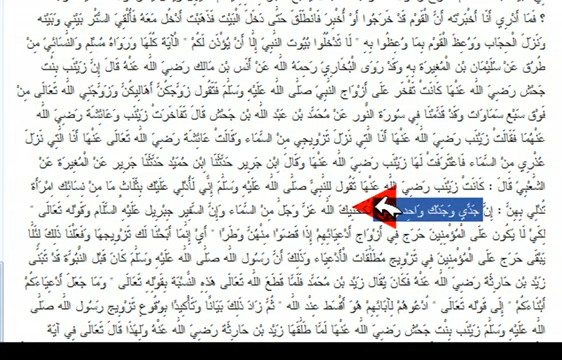 ؟ فَمَا أَدْرِي أَنَا أَخْبَرْته أَنَّ الْقَوْم قَدْ خَرَجُوا أَوْ أُخْبِرَ فَانْطَلَقَ حَتَّى دَخَلَ الْبَيْت فَذَهَبْت أَدْخُل مَعَهُ فَأُلْقِيَ السِّتْر بَيْنِي وَبَيْنه
وَنَزَلَ الْحِجَاب وَوُعِظَ الْقَوْم بِمَا وُعِظُوا بِهِ " لَا تَدْخُلُوا بُيُوت النَّبِيّ إِلَّا أَنْ يُؤْذَن لَكُمْ " الْآيَة كُلّهَا وَرَوَاهُ مُسْلِم وَالنَّسَائِيّ مِنْ
طُرُق عَنْ سُلَيْمَان بْن الْمُغِيرَة بِهِ وَقَدْ رَوَى الْبُخَارِيّ رَحِمَهُ اللَّه عَنْ أَنَس بْن مَالِك رَضِيَ اللَّه عَنْهُ قَالَ إِنَّ زَيْنَب بِنْت
جَحْش رَضِيَ اللَّه عَنْهَا كَانَتْ تَفْخَر عَلَى أَزْوَاج النَّبِيّ صَلَّى اللَّه عَلَيْهِ وَسَلَّمَ فَتَقُول زَوَّجَكُنَّ أَهَالِيكُنَّ وَزَوَّجَنِي اللَّه تَعَالَى مِنْ
فَوْق سَبْع سَمَاوَات وَقَدْ قَدَّمْنَا فِي سُورَة النُّور عَنْ مُحَمَّد بْن عَبْد اللَّه بْن جَحْش قَالَ تَفَاخَرَتْ زَيْنَب وَعَائِشَة رَضِيَ اللَّه
عَنْهُمَا فَقَالَتْ زَيْنَب رَضِيَ اللَّه عَنْهَا أَنَا الَّتِي نَزَلَ تَزْوِيجِي مِنْ السَّمَاء وَقَالَتْ عَائِشَة رَضِيَ اللَّه تَعَالَى عَنْهَا أَنَا الَّتِي نَزَلَ
عُذْرِي مِنْ السَّمَاء فَاعْتَرَفَتْ لَهَا زَيْنَب رَضِيَ اللَّه عَنْهَا وَقَالَ اِبْن جَرِير حَدَّثَنَا اِبْن حُمَيْد حَدَّثَنَا جَرِير عَنْ الْمُغِيرَة عَنْ
الشَّعْبِيّ قَالَ : كَانَتْ زَيْنَب رَضِيَ اللَّه عَنْهَا تَقُول لِلنَّبِيِّ صَلَّى اللَّه عَلَيْهِ وَسَلَّمَ إِنِّي لَأُدِلّ عَلَيْك بِثَلَاثٍ مَا مِنْ نِسَائِك اِمْرَأَة
تُدِلّ بِهِنَّ : إِنَّ جَدِّي وَجَدّك وَاحِد اللَّه عَزَّ وَجَلَّ مِنْ السَّمَاء وَإِنَّ السَّفِير جِبْرِيل عَلَيْهِ السَّلَام وَقَوْله تَعَالَى "
لِكَيْ لَا يَكُون عَلَى الْمُؤْمِنِينَ حَرَج فِي أَزْوَاج أَدْعِيَائِهِمْ إِذَا قَضَوْا مِنْهُنَّ وَطَرًا " أَيْ إِنَّمَا أَبَحْنَا لَك تَزْوِيجهَا وَفَعَلْنَا ذَلِكَ لِئَلَّا
يَبْقَى حَرَج عَلَى الْمُؤْمِنِينَ فِي تَزْوِيج مُطَلَّقَات الْأَدْعِيَاء وَذَلِكَ أَنَّ رَسُول اللَّه صَلَّى اللَّه عَلَيْهِ وَسَلَّمَ كَانَ قَبْل النُّبُوَّة قَدْ تَبَنَّى
زَيْد بْن حَارِثَة رَضِيَ اللَّه عَنْهُ فَكَانَ يُقَال زَيْد بْن مُحَمَّد فَلَمَّا قَطَعَ اللَّه تَعَالَى هَذِهِ النِّسْبَة بِقَوْلِهِ تَعَالَى " وَمَا جَعَلَ أَدْعِيَاءَكُمْ
أَبْنَاءَكُمْ " إِلَى قَوْله تَعَالَى " اُدْعُوهُمْ لِآبَائِهِمْ هُوَ أَقْسَط عِنْد اللَّه " ثُمَّ زَادَ ذَلِكَ بَيَانًا وَتَأْكِيدًا بِوُقُوعِ تَزْوِيج رَسُول اللَّه صَلَّى
اللَّه عَلَيْهِ وَسَلَّمَ بِزَيْنَب بِنْت جَحْش رَضِيَ اللَّه عَنْهَا لَمَّا طَلَّقَهَا زَيْد بْن حَارِثَة رَضِيَ اللَّه عَنْهُ وَلِهَذَا قَالَ تَعَالَى فِي آيَة